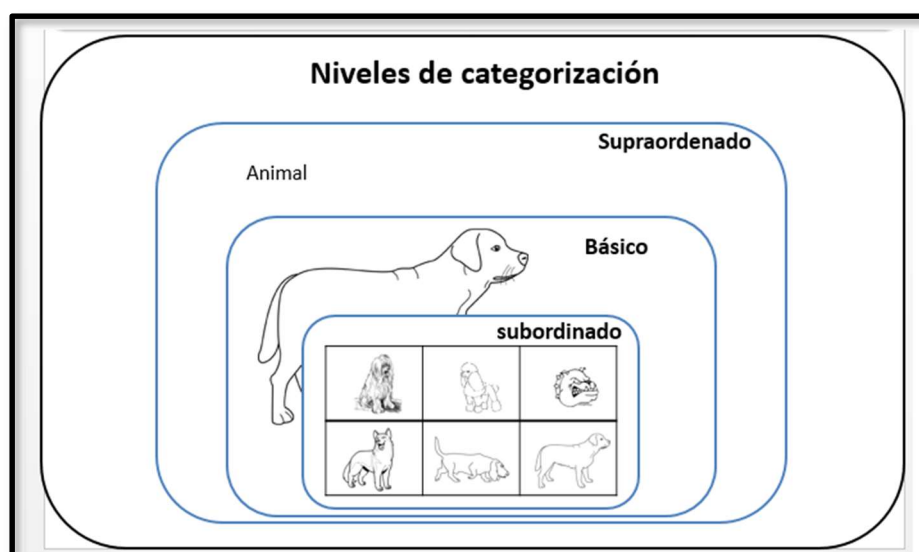 Niveles de categorización
Supraordenado
Animal
Básico
subordinado